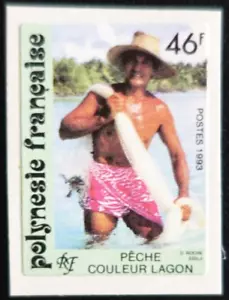 46F
polynésie française
POSTES 1993
RF
PÊCHE
COULEUR LAGON